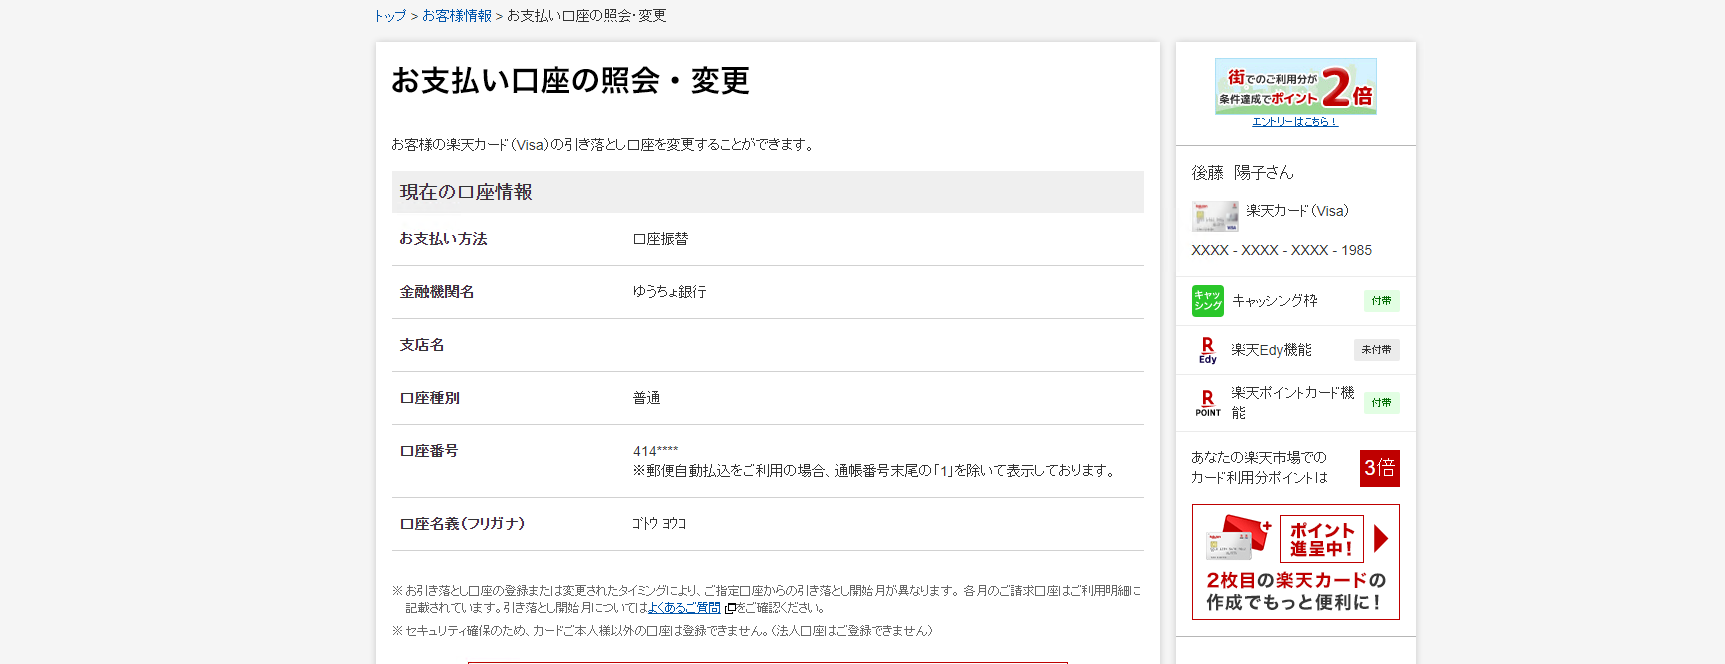 トップ > お客様情報 > お支払い口座の照会・変更
お支払い口座の照会・変更
お客様の楽天カード（Visa）の引き落とし口座を変更することができます。
現在の口座情報
お支払い方法 口座振替
金融機関名 ゆうちょ銀行
支店名
口座種別 普通
口座番号 414****
※郵便自動払込をご利用の場合、通帳番号末尾の「1」を除いて表示しております。
口座名義（フリガナ） ｺﾞﾄｳ ﾖｳｺ
※お引き落とし口座の登録または変更されたタイミングにより、ご指定口座からの引き落とし開始月が異なります。各月のご請求口座はご利用明細に
記載されています。引き落とし開始月についてはよくあるご質問をご確認ください。
※セキュリティ確保のため、カードご本人様以外の口座は登録できません。（法人口座はご登録できません）
街でのご利用分が
条件達成でポイント2倍
エントリーはこちら！
後藤　陽子さん
楽天カード（Visa）
XXXX - XXXX - XXXX - 1985
キャッ
シング
キャッシング枠 付帯
R
Edy
楽天Edy機能 未付帯
R
POINT
楽天ポイントカード機
能 付帯
あなたの楽天市場での
カード利用分ポイントは
3倍
ポイント
進呈中！
2枚目の楽天カードの
作成でもっと便利に！